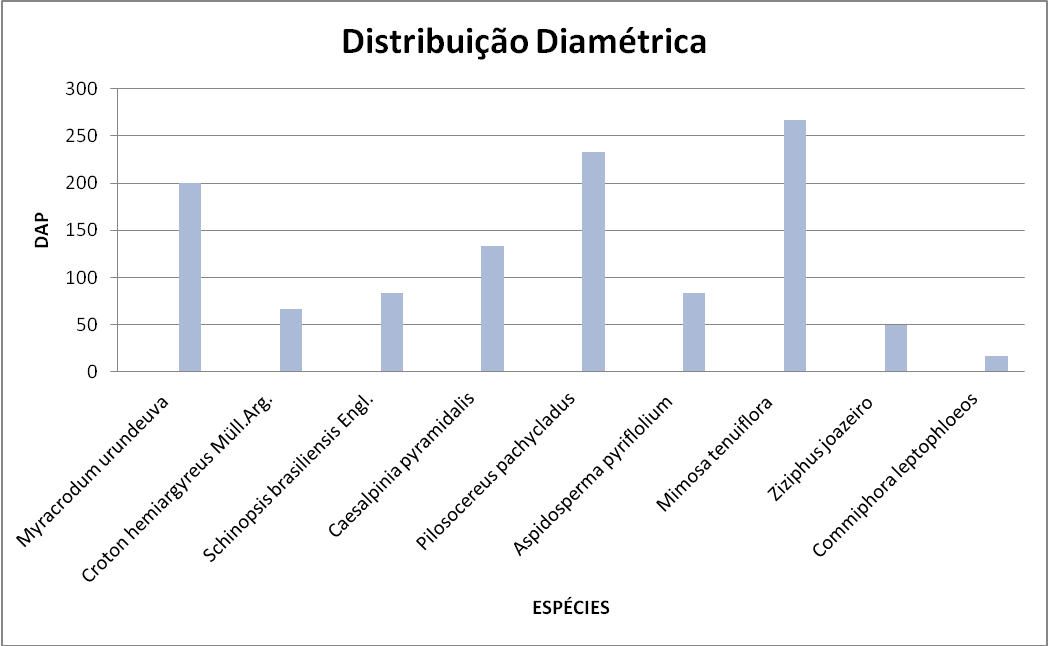 Distribuição Diamétrica
300
250
200
150
100
50
0
DAP
Myracrodum urundeuva
Croton hemiargyreus Müll.Arg.
Schinopsis brasiliensis Engl.
Caesalpinia pyramidalis
Pilosocereus pachycladus
Aspidosperma pyriflolium
Mimosa tenuiflora
Ziziphus joazeiro
Commiphora leptophloeos
ESPÉCIES